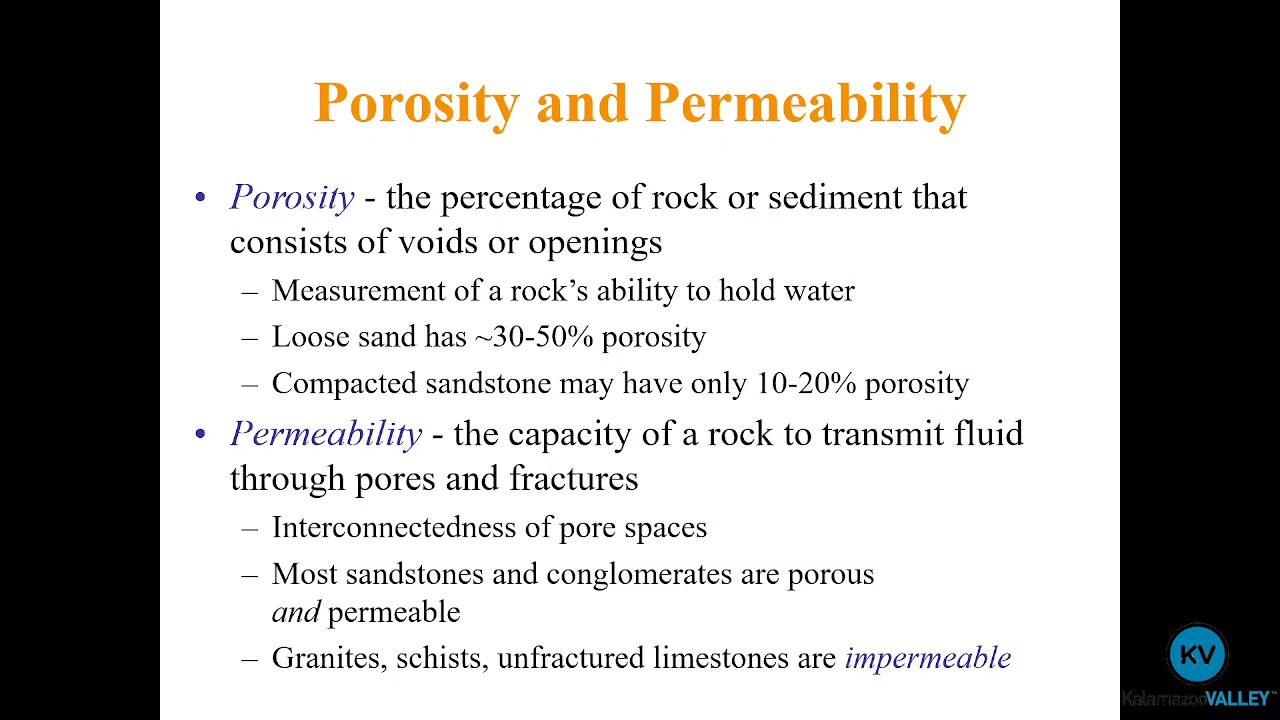 Porosity and Permeability
• Porosity - the percentage of rock or sediment that
consists of voids or openings
– Measurement of a rock's ability to hold water
– Loose sand has ~30-50% porosity
– Compacted sandstone may have only 10-20% porosity
• Permeability - the capacity of a rock to transmit fluid
through pores and fractures
– Interconnectedness of pore spaces
– Most sandstones and conglomerates are porous
and permeable
– Granites, schists, unfractured limestones are impermeable
KV
KalamazooVALLEY™